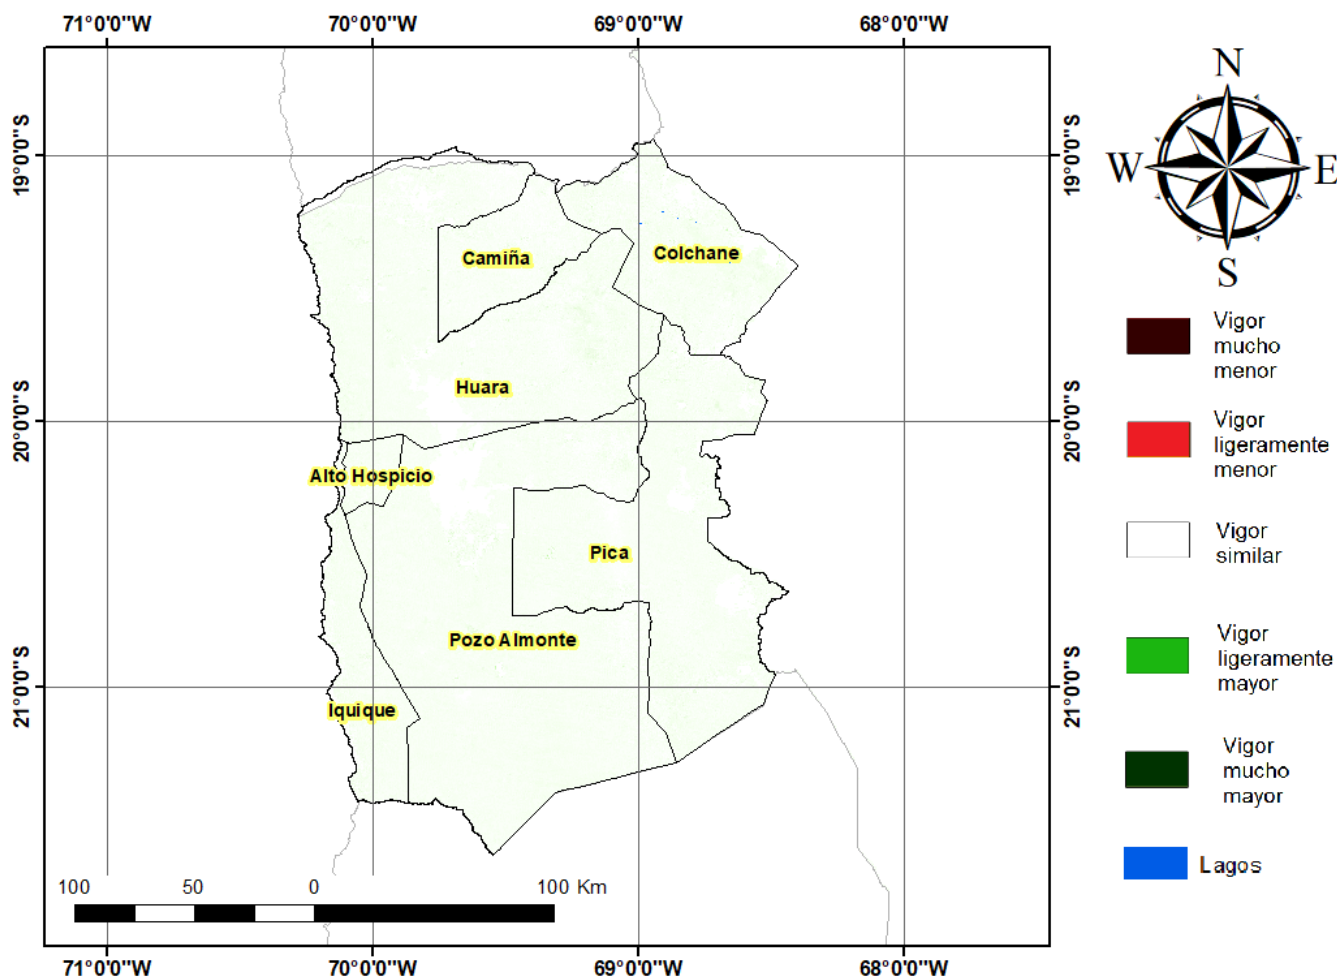 71°0'0"W 70°0'0"W 69°0'0"W 68°0'0"W
N
W E
S
19°0'0"S 19°0'0"S
Camiña
Colchane
Vigor
mucho
menor
Huara
20°0'0"S 20°0'0"S
Vigor
ligeramente
menor
Alto Hospicio
Pica
Vigor
similar
Pozo Almonte
Vigor
ligeramente
mayor
21°0'0"S 21°0'0"S
Iquique
Vigor
mucho
mayor
Lagos
100 50 0 100 Km
71°0'0"W 70°0'0"W 69°0'0"W 68°0'0"W